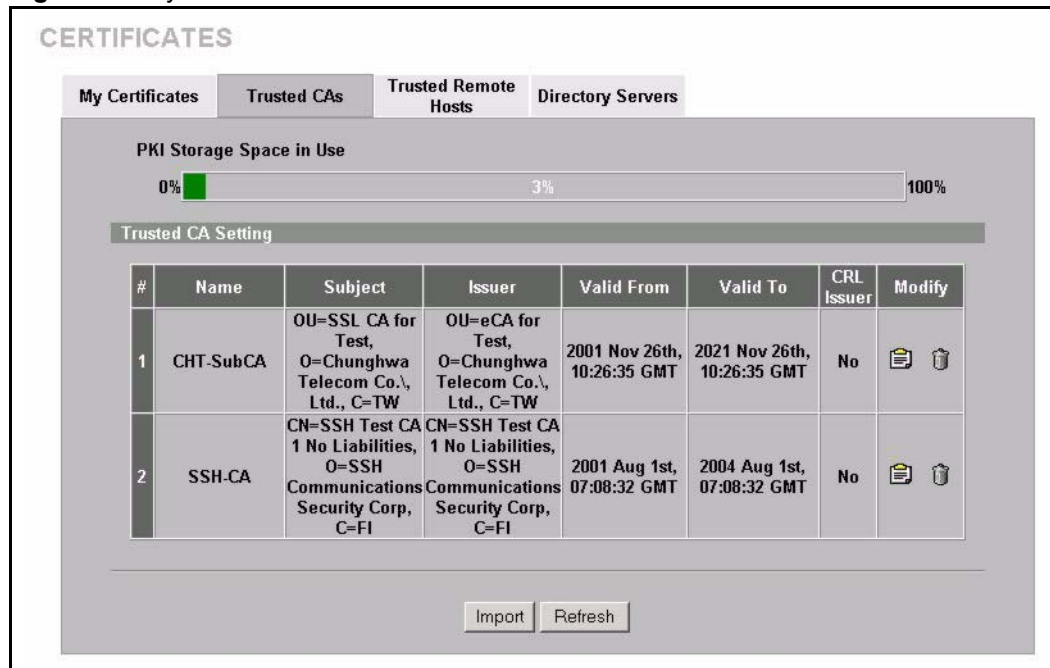 CERTIFICATES
My Certificates
Trusted CAs
Trusted Remote
Hosts
Directory Servers
PKI Storage Space in Use
0%
3%
100%
Trusted CA Setting
#
Name
Subject
Issuer
Valid From
Valid To
CRL
Issuer
Modify
1
CHT-SubCA
OU=SSL CA for
Test,
O=Chunghwa
Telecom Co.\,
Ltd., C=TW
OU=eCA for
Test,
O=Chunghwa
Telecom Co.\,
Ltd., C=TW
2001 Nov 26th,
10:26:35 GMT
2021 Nov 26th,
10:26:35 GMT
No
2
SSH-CA
CN=SSH Test CA
1 No Liabilities,
O=SSH
Communications
Security Corp,
C=FI
CN=SSH Test CA
1 No Liabilities,
O=SSH
Communications
Security Corp,
C=FI
2001 Aug 1st,
07:08:32 GMT
2004 Aug 1st,
07:08:32 GMT
No
Import
Refresh